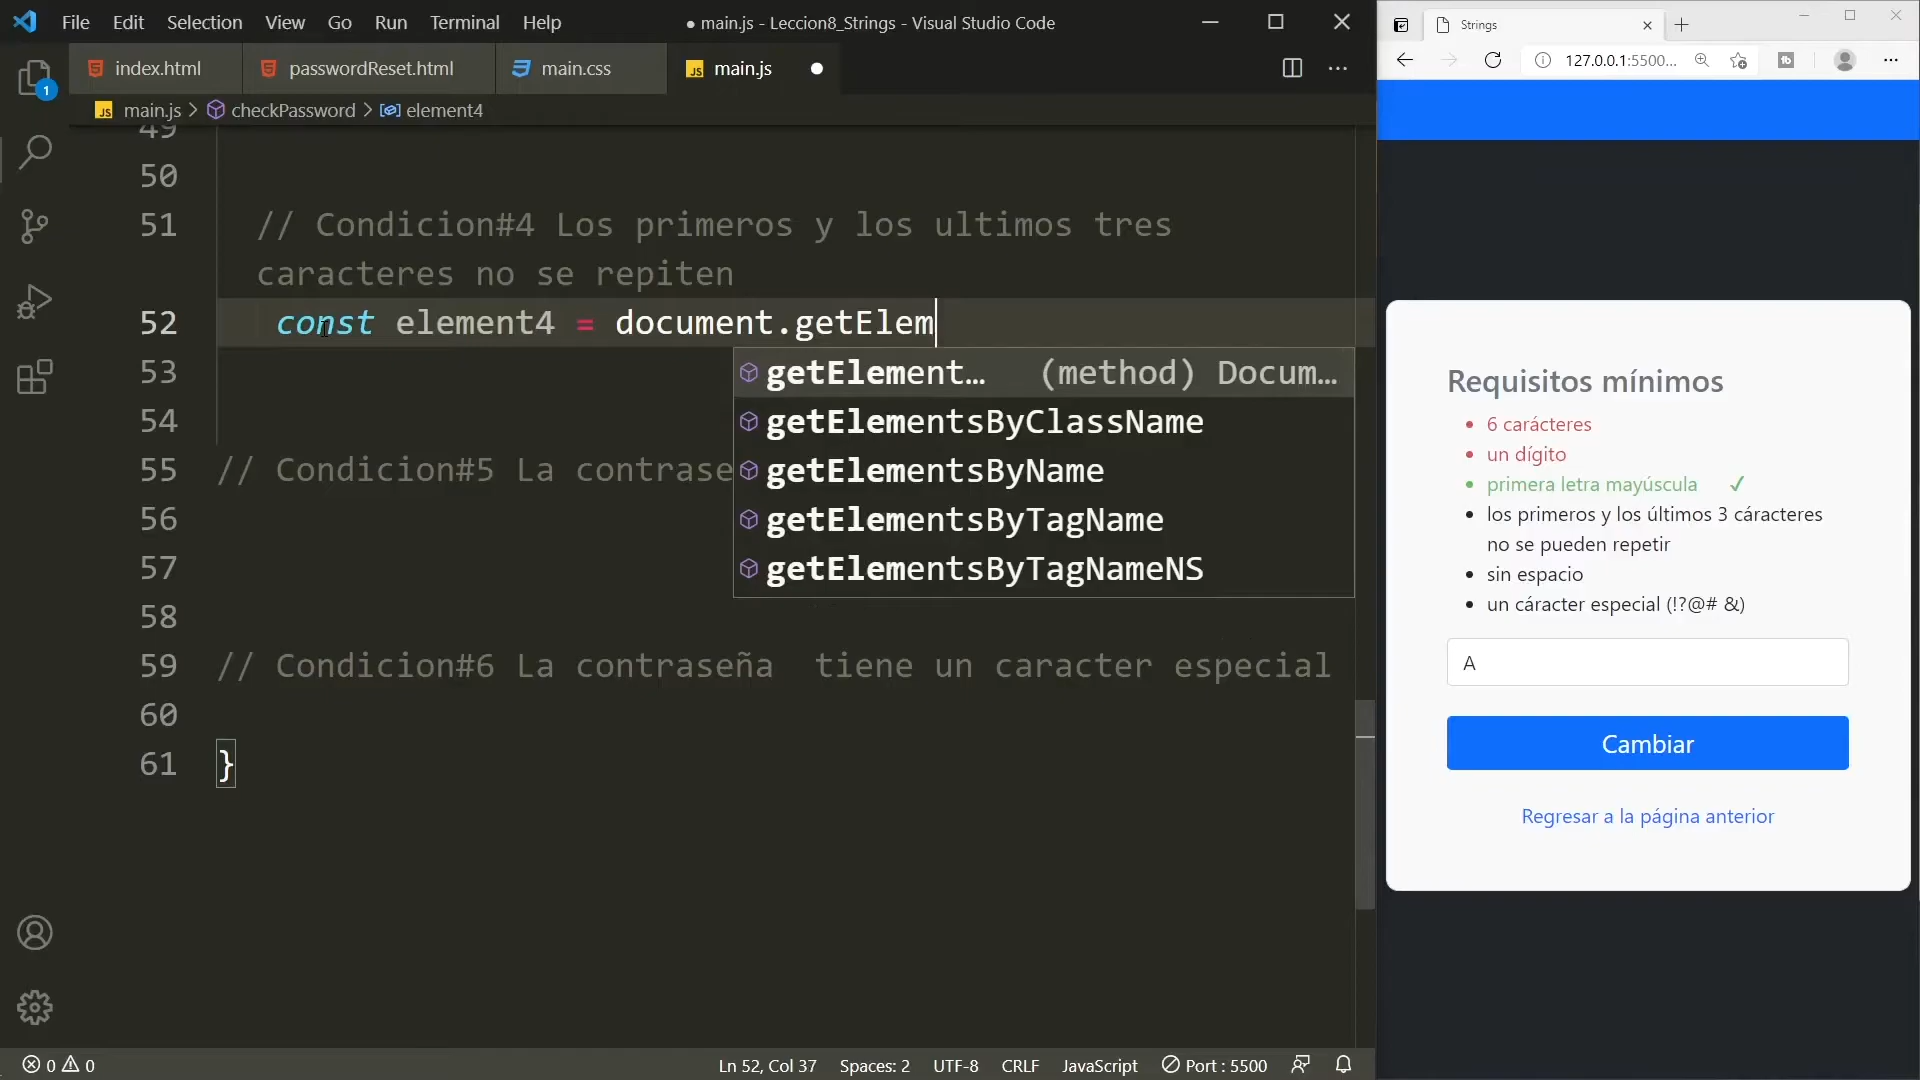 File Edit Selection View Go Run Terminal Help
● main.js - Leccion8_Strings - Visual Studio Code
index.html
passwordReset.html
main.css
JS main.js
1
JS main.js > checkPassword > element4
49
50
51 // Condicion#4 Los primeros y los ultimos tres
caracteres no se repiten
52 const element4 = document.getElem
53
54
55 // Condicion#5 La contrase
56
57
58
59 // Condicion#6 La contraseña tiene un caracter especial
60
61 }
getElement… (method) Docum…
getElementsByClassName
getElementsByName
getElementsByTagName
getElementsByTagNameNS
0 0
Ln 52, Col 37 Spaces: 2 UTF-8 CRLF JavaScript Port : 5500
Strings
127.0.0.1:5500...
Requisitos mínimos
6 carácteres
un dígito
primera letra mayúscula ✓
los primeros y los últimos 3 cáracteres
no se pueden repetir
sin espacio
un cáracter especial (!?@# &)
A
Cambiar
Regresar a la página anterior